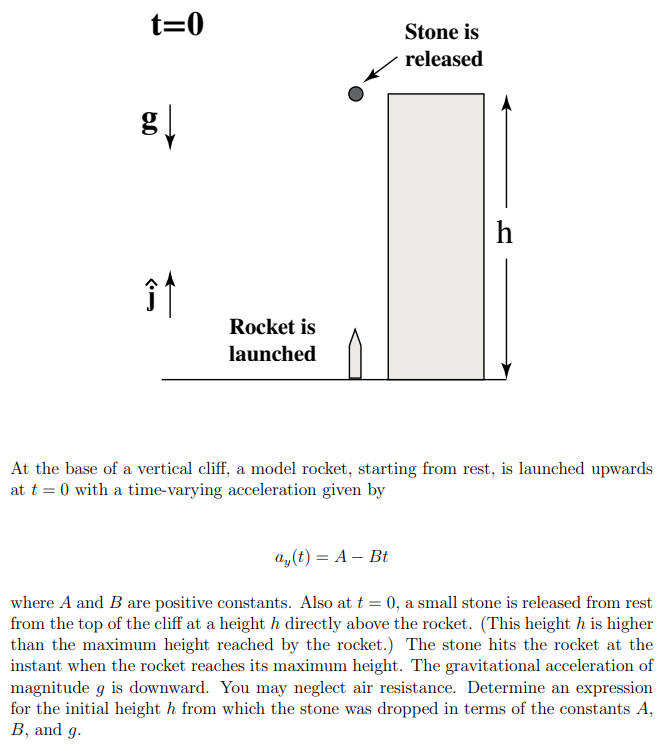 t=0
Stone is
released
g
h
ĵ
Rocket is
launched
At the base of a vertical cliff, a model rocket, starting from rest, is launched upwards
at t = 0 with a time-varying acceleration given by
a_y(t) = A − Bt
where A and B are positive constants. Also at t = 0, a small stone is released from rest
from the top of the cliff at a height h directly above the rocket. (This height h is higher
than the maximum height reached by the rocket.) The stone hits the rocket at the
instant when the rocket reaches its maximum height. The gravitational acceleration of
magnitude g is downward. You may neglect air resistance. Determine an expression
for the initial height h from which the stone was dropped in terms of the constants A,
B, and g.